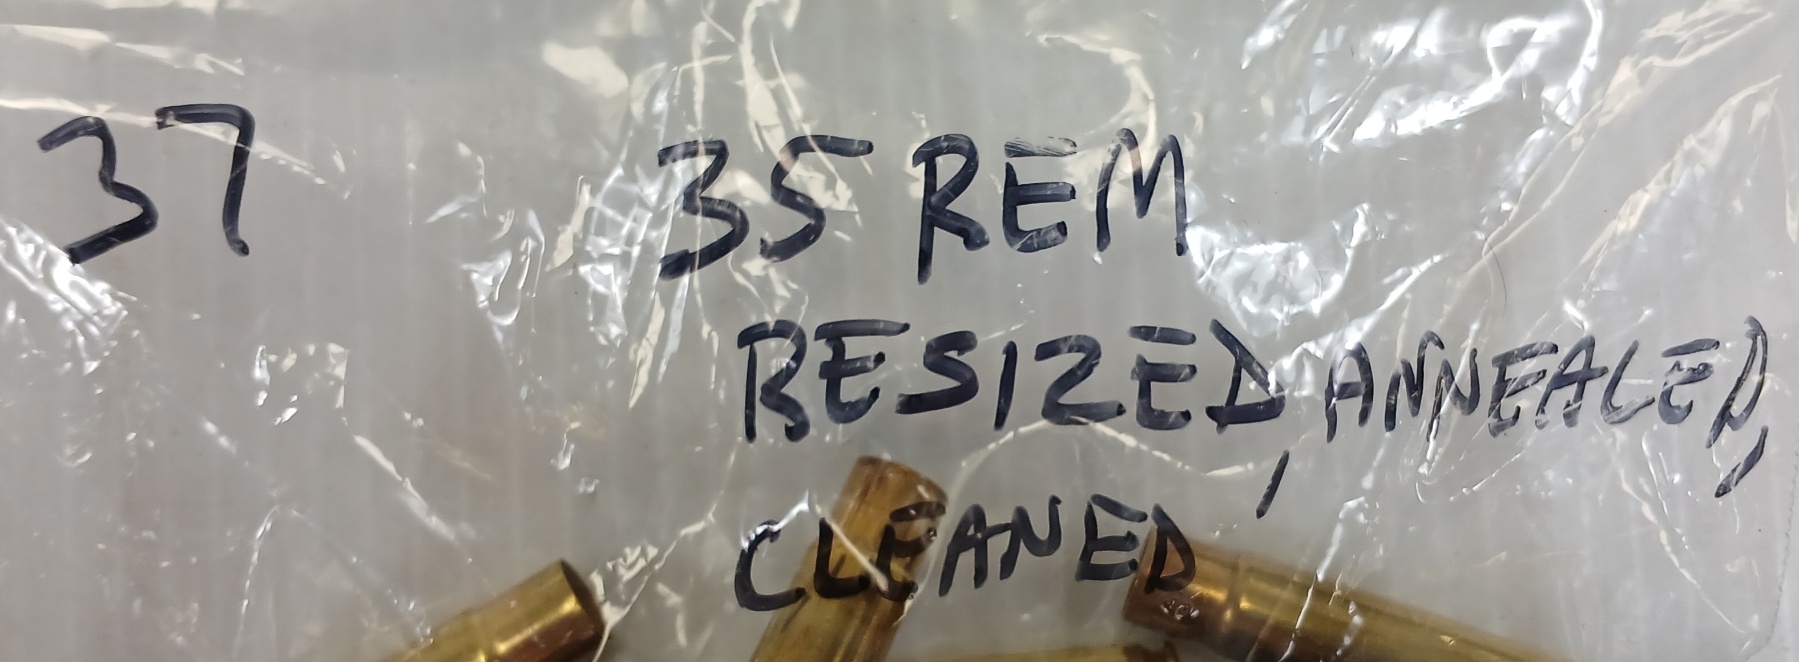 37 35 REM
RESIZED, ANNEALED,
CLEANED